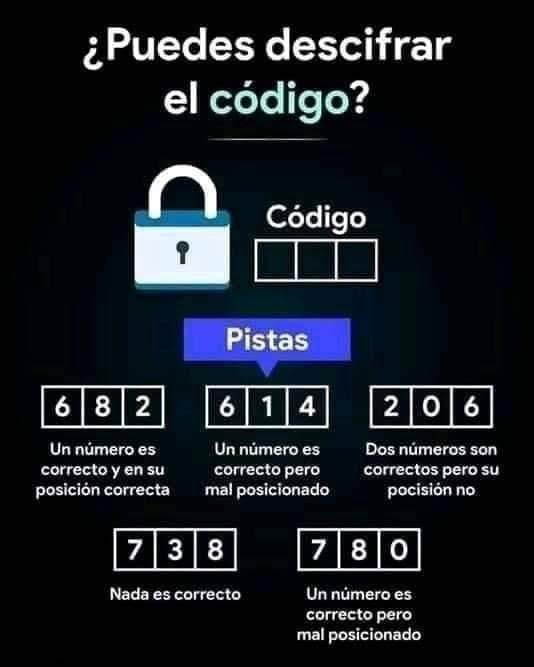 ¿Puedes descifrar
el código?
Código
Pistas
6 8 2
Un número es
correcto y en su
posición correcta
6 1 4
Un número es
correcto pero
mal posicionado
2 0 6
Dos números son
correctos pero su
pocisión no
7 3 8
Nada es correcto
7 8 0
Un número es
correcto pero
mal posicionado